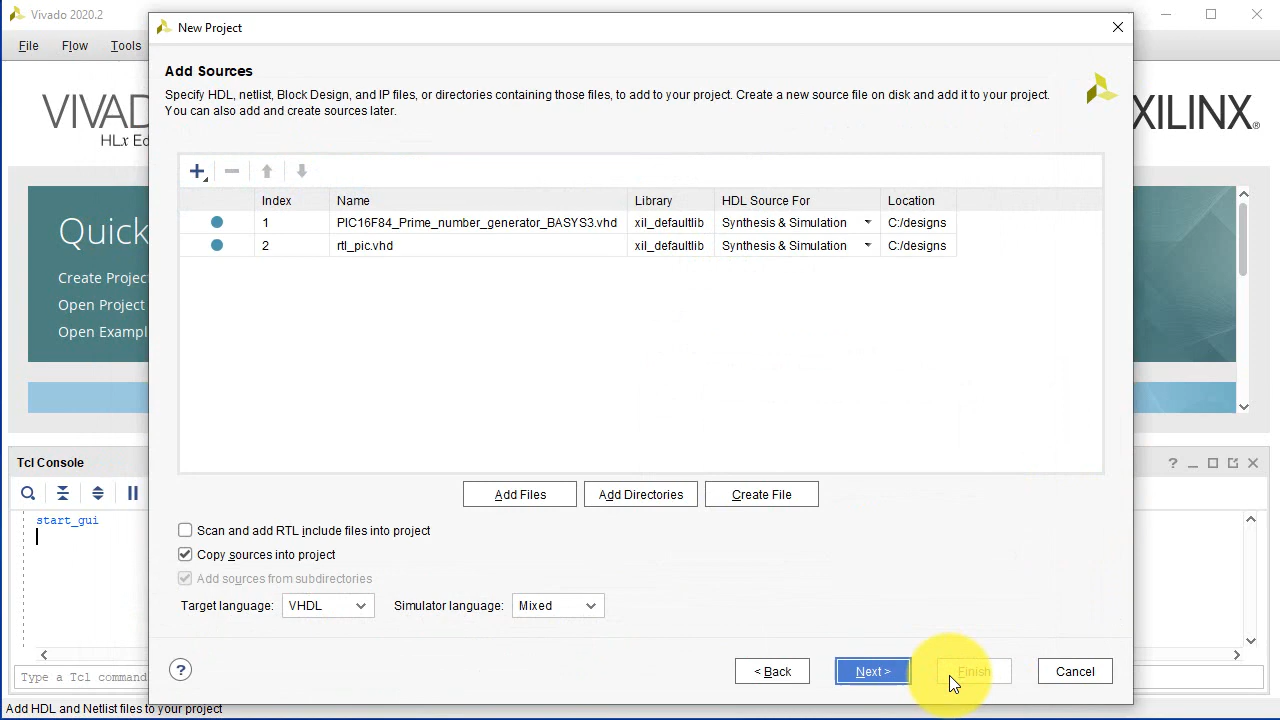 Vivado 2020.2
New Project
File
Flow
Tools
Add Sources
Specify HDL, netlist, Block Design, and IP files, or directories containing those files, to add to your project. Create a new source file on disk and add it to your project.
You can also add and create sources later.
VIVAD
HLx Ed
XILINX®
Quick
Create Projec
Open Project
Open Exampl
Index Name Library HDL Source For Location
1 PIC16F84_Prime_number_generator_BASYS3.vhd xil_defaultlib Synthesis & Simulation C:/designs
2 rtl_pic.vhd xil_defaultlib Synthesis & Simulation C:/designs
Add Files
Add Directories
Create File
Tcl Console
?
start_gui
Scan and add RTL include files into project
Copy sources into project
Add sources from subdirectories
Target language: VHDL Simulator language: Mixed
?
< Back
Next >
Finish
Cancel
Type a Tcl command
Add HDL and Netlist files to your project